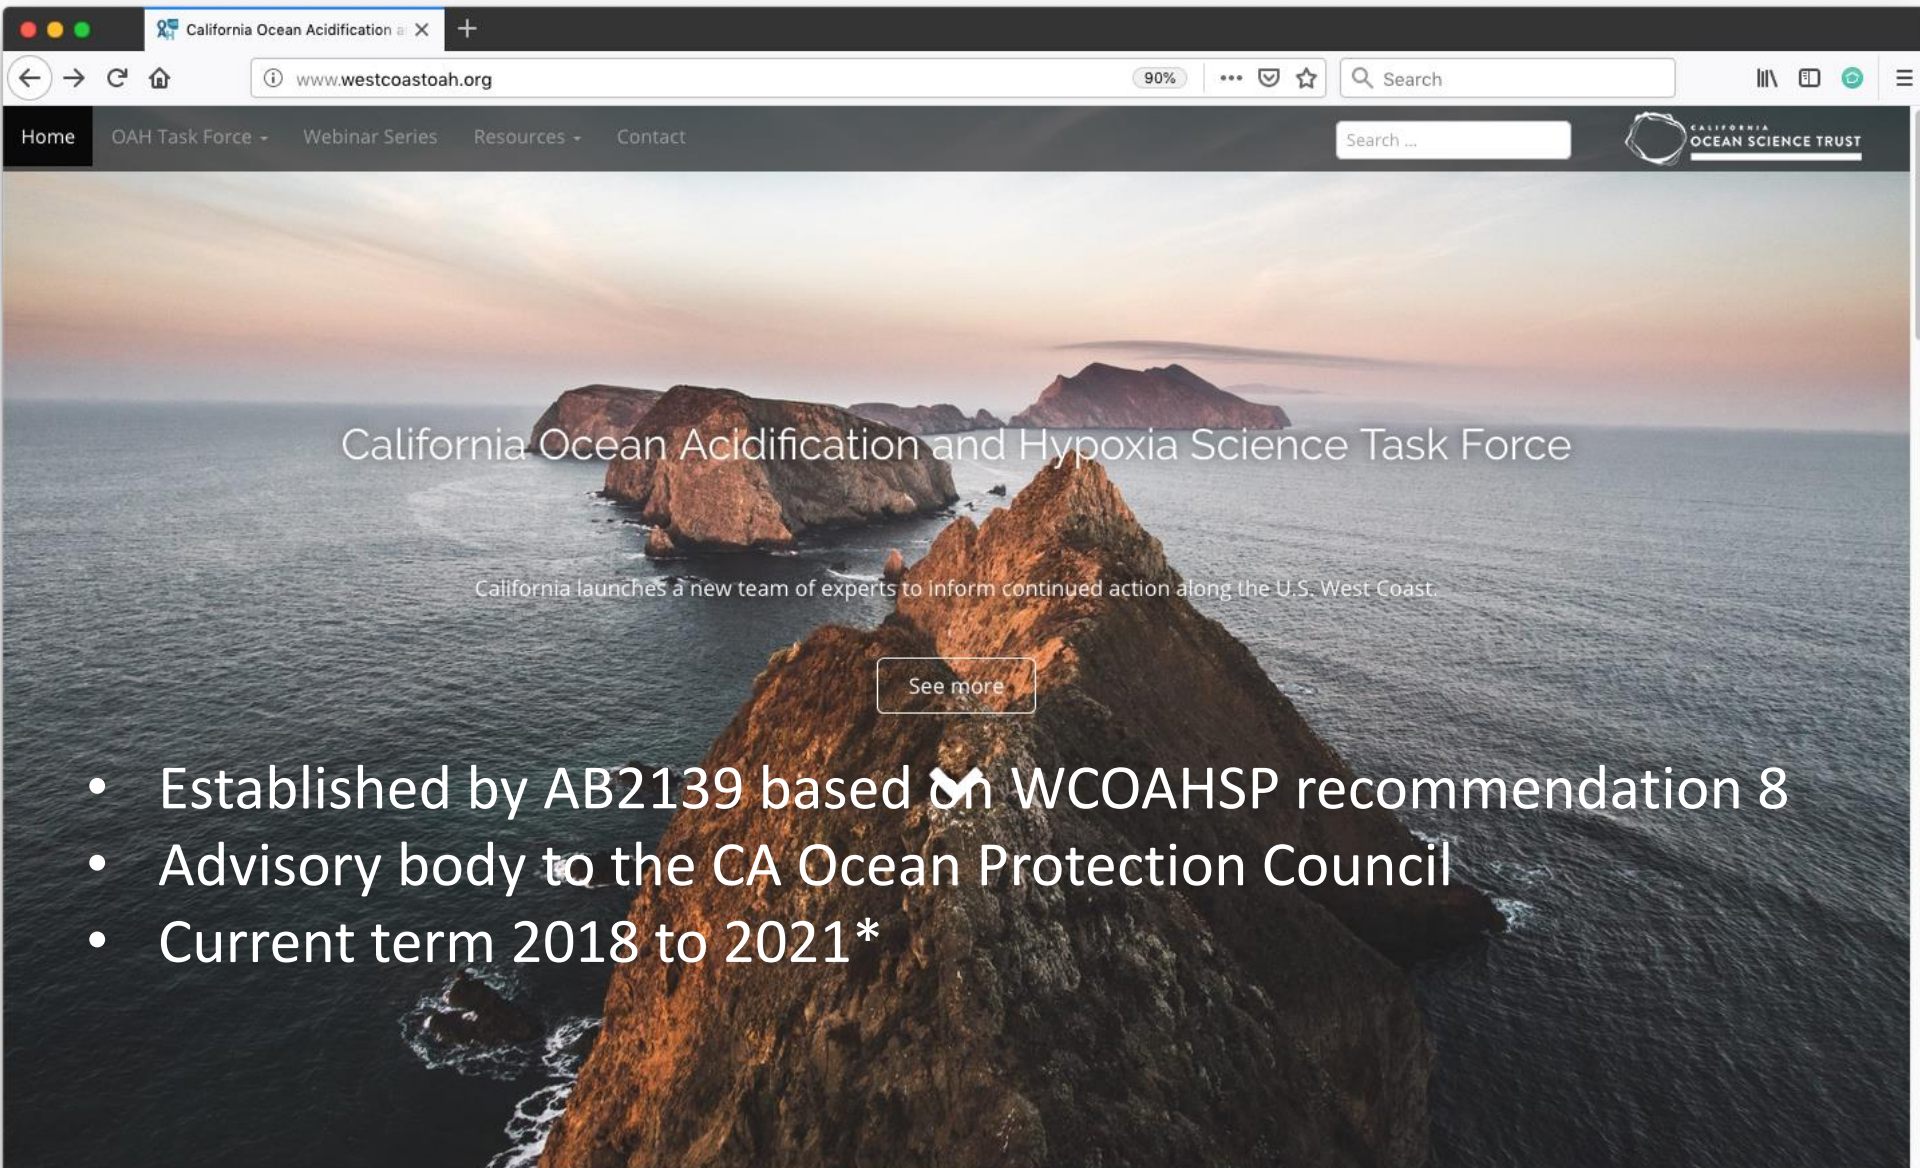 California Ocean Acidification a
www.westcoastoah.org
90%
Search
Home
OAH Task Force
Webinar Series
Resources
Contact
Search ...
CALIFORNIA
OCEAN SCIENCE TRUST
California Ocean Acidification and Hypoxia Science Task Force
California launches a new team of experts to inform continued action along the U.S. West Coast.
See more
• Established by AB2139 based on WCOAHSP recommendation 8
• Advisory body to the CA Ocean Protection Council
• Current term 2018 to 2021*